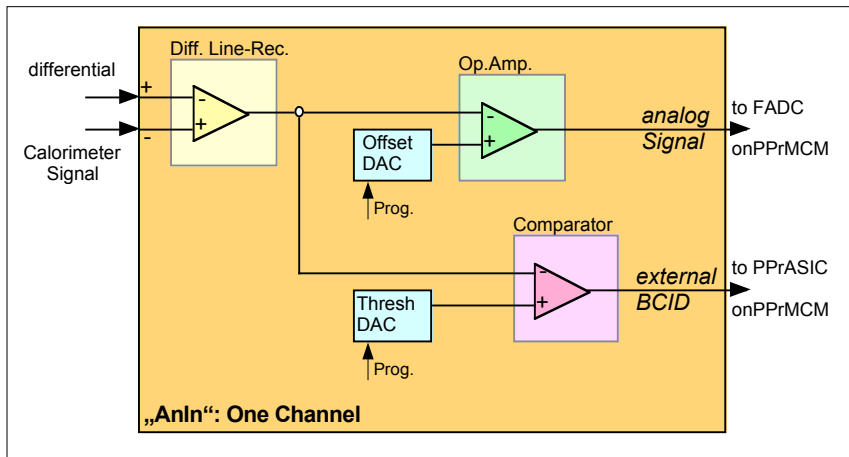 Diff. Line-Rec.
differential
+
-
-
+
Calorimeter
Signal
Op.Amp.
-
+
Offset
DAC
Prog.
analog
Signal
to FADC
onPPrMCM
Comparator
-
+
Thresh
DAC
Prog.
external
BCID
to PPrASIC
onPPrMCM
„AnIn“: One Channel